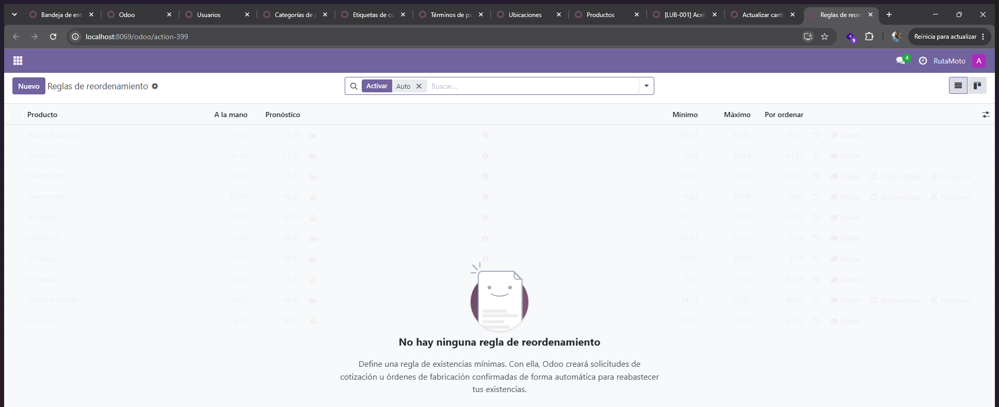 Bandeja de ent
Odoo
Usuarios
Categorías de p
Etiquetas de co
Términos de pa
Ubicaciones
Productos
[LUB-001] Acei
Actualizar canti
Reglas de reord
localhost:8069/odoo/action-399
9
Reinicia para actualizar
4
RutaMoto
A
Nuevo
Reglas de reordenamiento
Activar
Auto
Buscar...
Producto
A la mano
Pronóstico
Mínimo
Máximo
Por ordenar
Volutpat blandit 71,28 23,50 48,04 49,42 10,21 Orden
In massa 41,42 51,09 0,89 40,64 84,51 Orden
Viverra nam 49,45 51,33 54,61 17,84 95,22 Orden Automatizar Posponer
Viverra nam 82,78 46,20 15,63 45,08 50,60 Orden Automatizar Posponer
In massa 74,62 93,39 17,27 70,67 19,05 Orden
Laoreet id 55,54 68,65 87,83 97,03 78,58 Orden
In massa 27,21 50,87 36,45 48,90 8,78 Orden
In massa 67,82 24,33 1,88 5,99 62,59 Orden
Volutpat blandit 34,25 50,85 24,19 75,83 48,56 Orden Automatizar Posponer
In massa 4,83 96,63 39,77 29,88 67,52 Orden
No hay ninguna regla de reordenamiento
Define una regla de existencias mínimas. Con ella, Odoo creará solicitudes de
cotización u órdenes de fabricación confirmadas de forma automática para reabastecer
tus existencias.